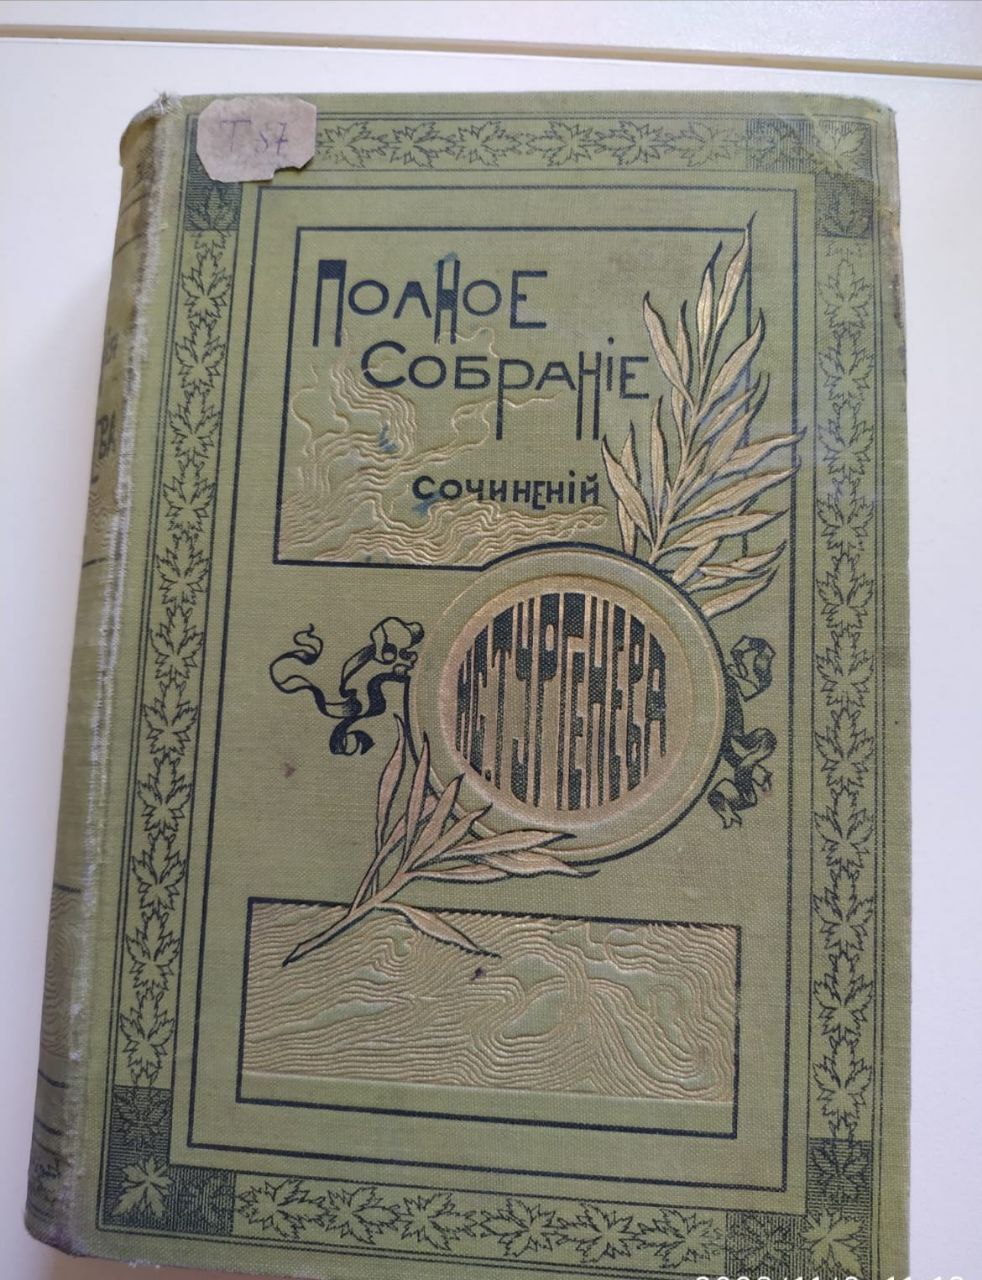 Т 57
Полное
Собраніе
сочиненій
И.С. ТУРГЕНЕВА